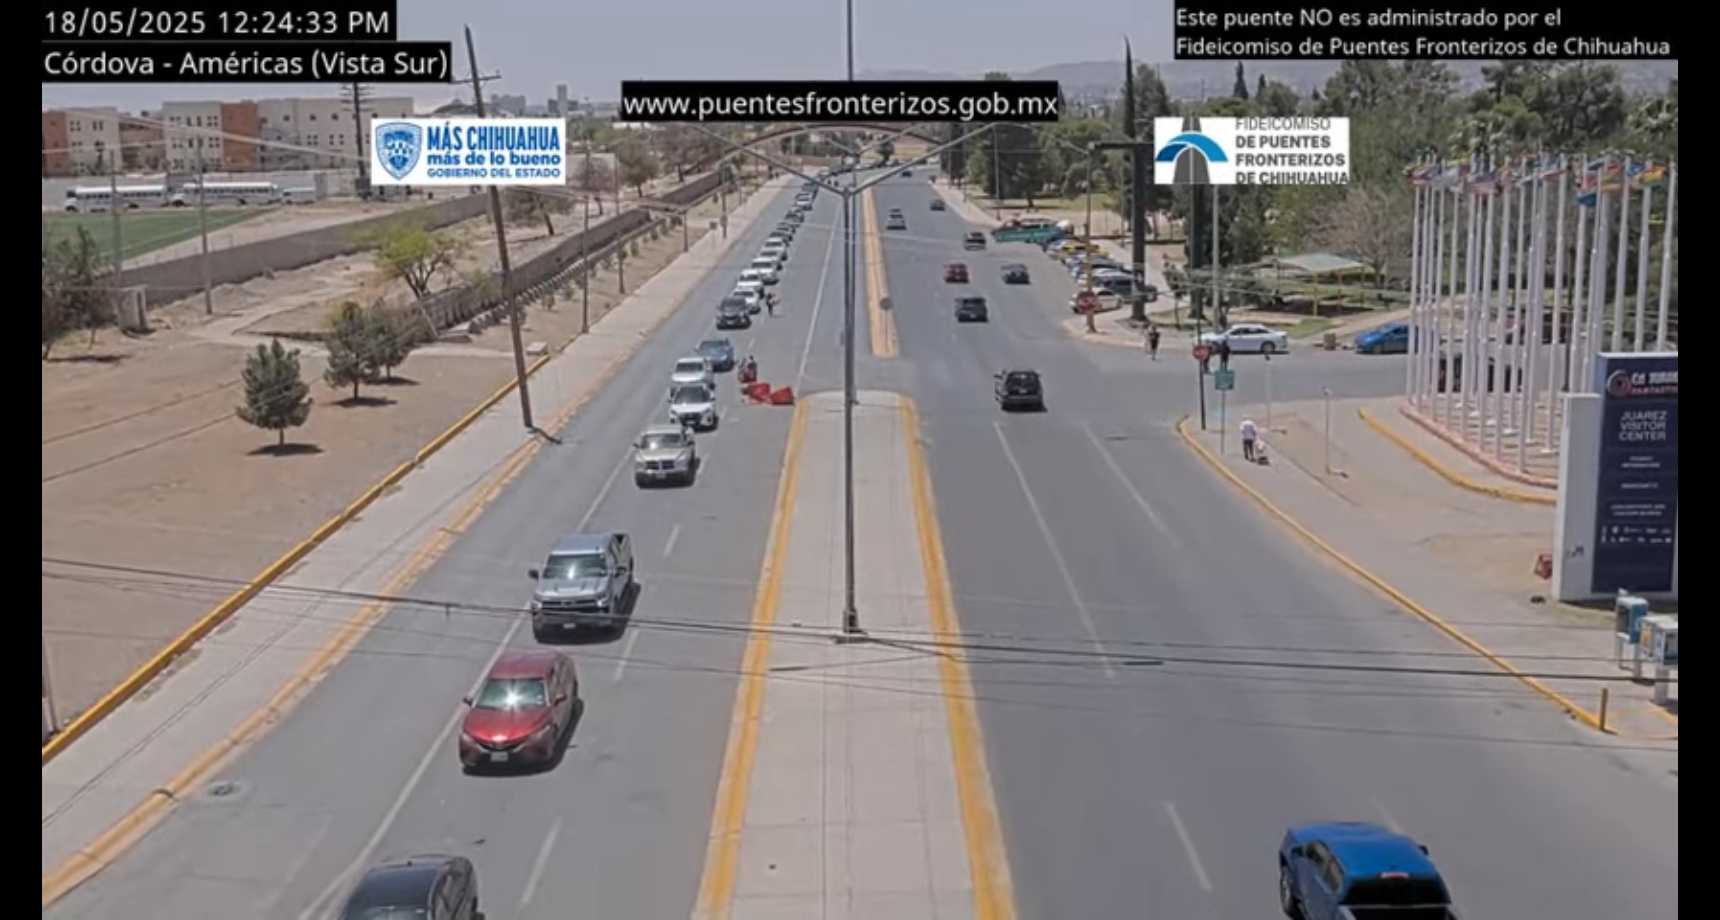 18/05/2025 12:24:33 PM
Córdova - Américas (Vista Sur)
Este puente NO es administrado por el
Fideicomiso de Puentes Fronterizos de Chihuahua
www.puentesfronterizos.gob.mx
MÁS CHIHUAHUA
más de lo bueno
GOBIERNO DEL ESTADO
FIDEICOMISO
DE PUENTES
FRONTERIZOS
DE CHIHUAHUA
JUAREZ
VISITOR
CENTER